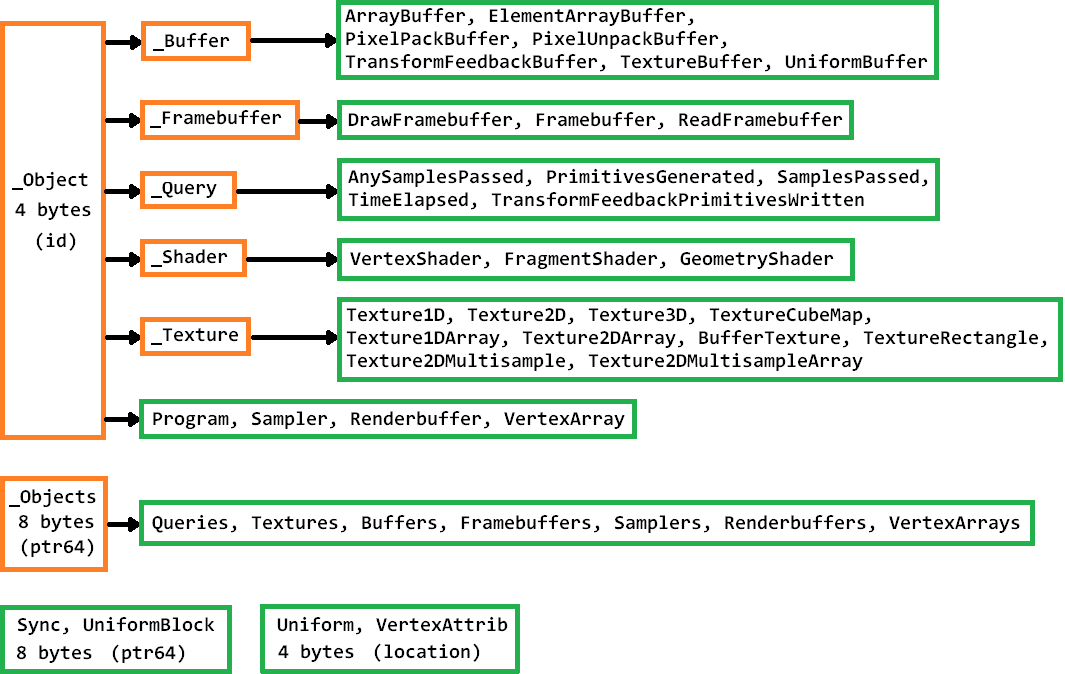 _Buffer
ArrayBuffer, ElementArrayBuffer,
PixelPackBuffer, PixelUnpackBuffer,
TransformFeedbackBuffer, TextureBuffer, UniformBuffer
_Framebuffer
DrawFramebuffer, Framebuffer, ReadFramebuffer
_Object
4 bytes
(id)
_Query
AnySamplesPassed, PrimitivesGenerated, SamplesPassed,
TimeElapsed, TransformFeedbackPrimitivesWritten
_Shader
VertexShader, FragmentShader, GeometryShader
_Texture
Texture1D, Texture2D, Texture3D, TextureCubeMap,
Texture1DArray, Texture2DArray, BufferTexture, TextureRectangle,
Texture2DMultisample, Texture2DMultisampleArray
Program, Sampler, Renderbuffer, VertexArray
_Objects
8 bytes
(ptr64)
Queries, Textures, Buffers, Framebuffers, Samplers, Renderbuffers, VertexArrays
Sync, UniformBlock
8 bytes (ptr64)
Uniform, VertexAttrib
4 bytes (location)